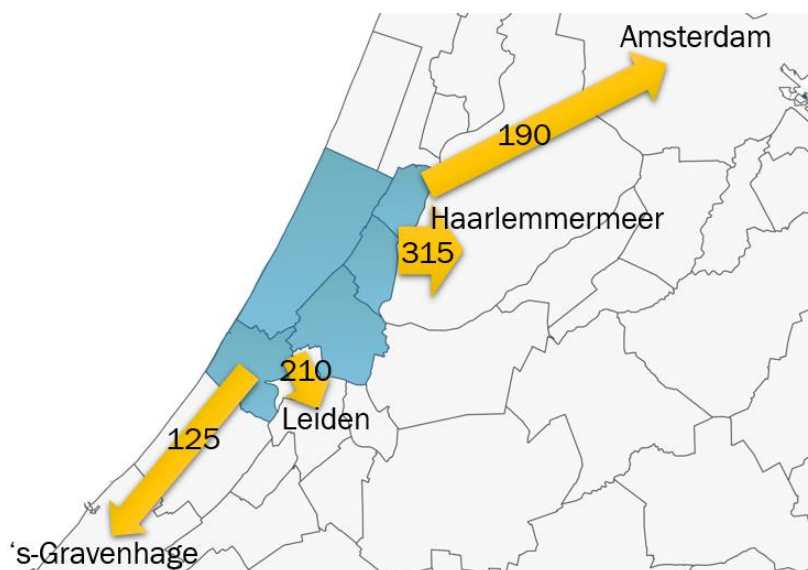 Amsterdam
190
Haarlemmermeer
315
210
Leiden
125
‘s-Gravenhage